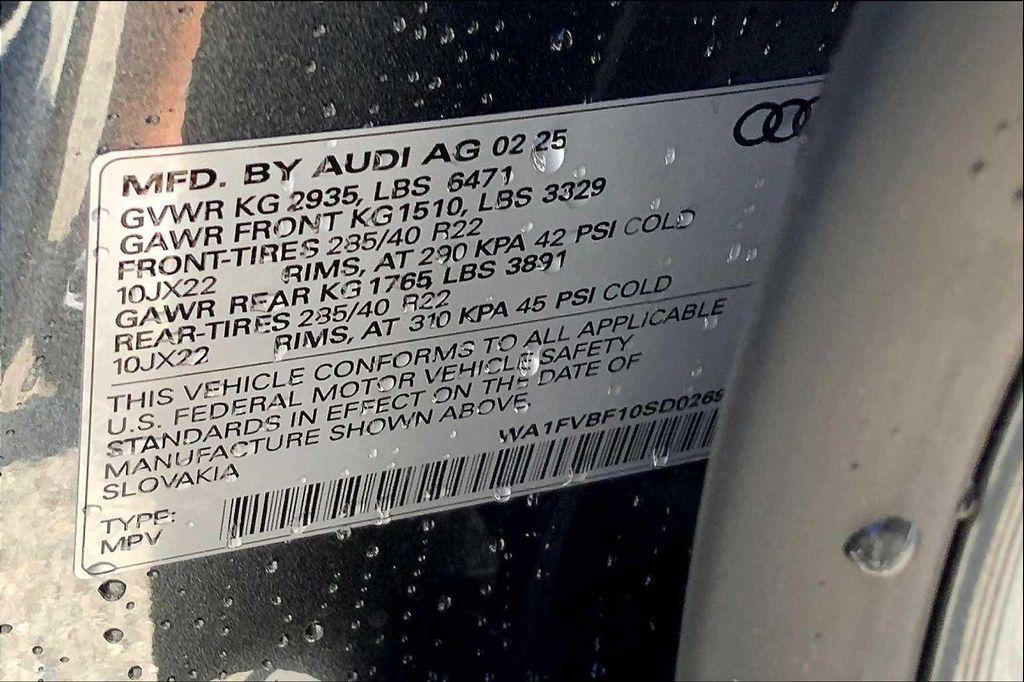 MFD. BY AUDI AG 02 25
GVWR KG 2935, LBS 6471
GAWR FRONT KG 1510, LBS 3329
FRONT-TIRES 285/40 R22
10JX22 RIMS, AT 290 KPA 42 PSI COLD
GAWR REAR KG 1765, LBS 3891
REAR-TIRES 285/40 R22
10JX22 RIMS, AT 310 KPA 45 PSI COLD
THIS VEHICLE CONFORMS TO ALL APPLICABLE
U.S. FEDERAL MOTOR VEHICLE SAFETY
STANDARDS IN EFFECT ON THE DATE OF
MANUFACTURE SHOWN ABOVE.
SLOVAKIA
TYPE:
MPV